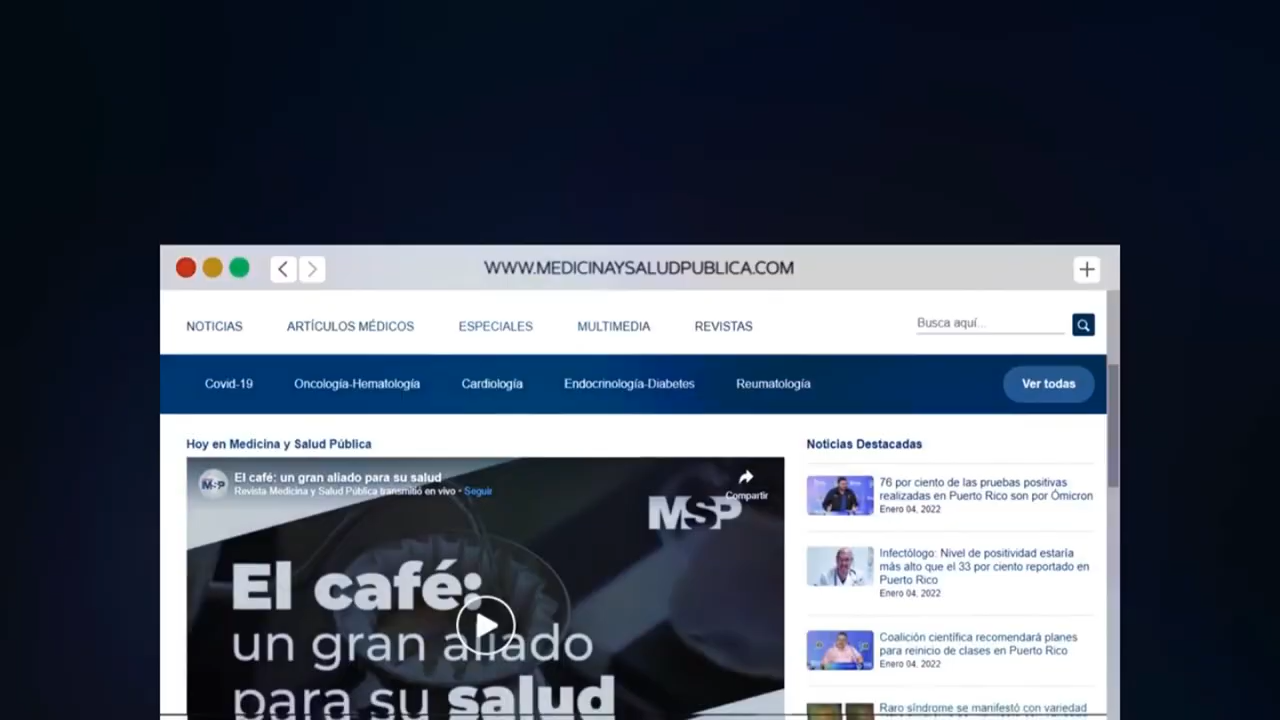 WWW.MEDICINAYSALUDPUBLICA.COM
NOTICIAS ARTÍCULOS MÉDICOS ESPECIALES MULTIMEDIA REVISTAS Busca aquí...
Covid-19 Oncología-Hematología Cardiología Endocrinología-Diabetes Reumatología Ver todas
Hoy en Medicina y Salud Pública
MSP
El café: un gran aliado para su salud
Revista Medicina y Salud Pública transmitió en vivo · Seguir
Compartir
MSP
El café:
un gran aliado
para su salud
Noticias Destacadas
76 por ciento de las pruebas positivas
realizadas en Puerto Rico son por Ómicron
Enero 04, 2022
Infectólogo: Nivel de positividad estaría
más alto que el 33 por ciento reportado en
Puerto Rico
Enero 04, 2022
Coalición científica recomendará planes
para reinicio de clases en Puerto Rico
Enero 04, 2022
Raro síndrome se manifestó con variedad